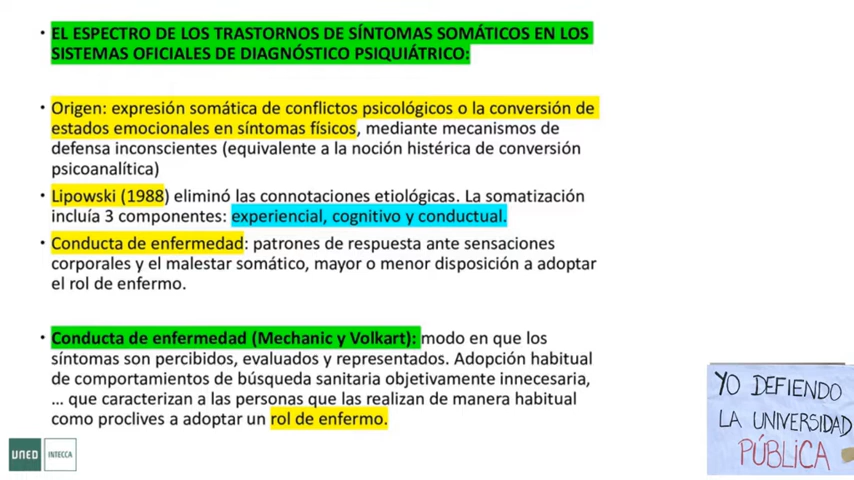 • EL ESPECTRO DE LOS TRASTORNOS DE SÍNTOMAS SOMÁTICOS EN LOS
SISTEMAS OFICIALES DE DIAGNÓSTICO PSIQUIÁTRICO:
• Origen: expresión somática de conflictos psicológicos o la conversión de
estados emocionales en síntomas físicos, mediante mecanismos de
defensa inconscientes (equivalente a la noción histérica de conversión
psicoanalítica)
• Lipowski (1988) eliminó las connotaciones etiológicas. La somatización
incluía 3 componentes: experiencial, cognitivo y conductual.
• Conducta de enfermedad: patrones de respuesta ante sensaciones
corporales y el malestar somático, mayor o menor disposición a adoptar
el rol de enfermo.
• Conducta de enfermedad (Mechanic y Volkart): modo en que los
síntomas son percibidos, evaluados y representados. Adopción habitual
de comportamientos de búsqueda sanitaria objetivamente innecesaria,
... que caracterizan a las personas que las realizan de manera habitual
como proclives a adoptar un rol de enfermo.
UNED INTECCA
YO DEFIENDO
LA UNIVERSIDAD
PÚBLICA